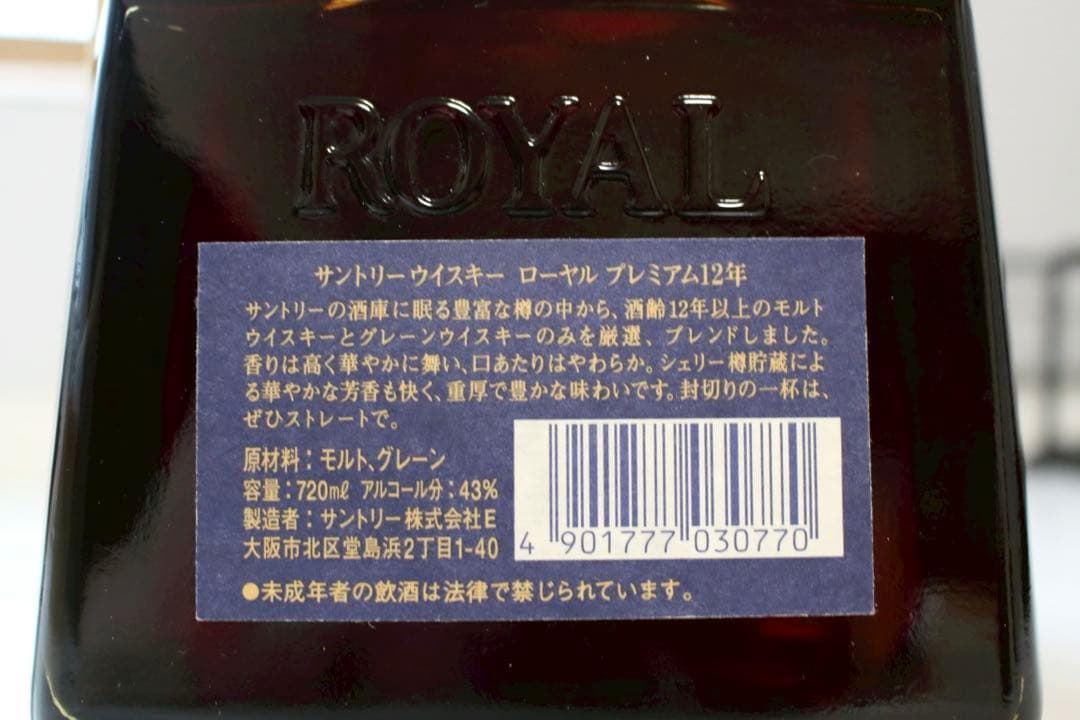 ROYAL
サントリーウイスキー ローヤル プレミアム12年
サントリーの酒庫に眠る豊富な樽の中から、酒齢12年以上のモルト
ウイスキーとグレーンウイスキーのみを厳選、ブレンドしました。
香りは高く華やかに舞い、口あたりはやわらか。シェリー樽貯蔵によ
る華やかな芳香も快く、重厚で豊かな味わいです。封切りの一杯は、
ぜひストレートで。
原材料：モルト、グレーン
容量：720mℓ アルコール分：43%
製造者：サントリー株式会社E
大阪市北区堂島浜2丁目1-40
4 901777 030770
●未成年者の飲酒は法律で禁じられています。